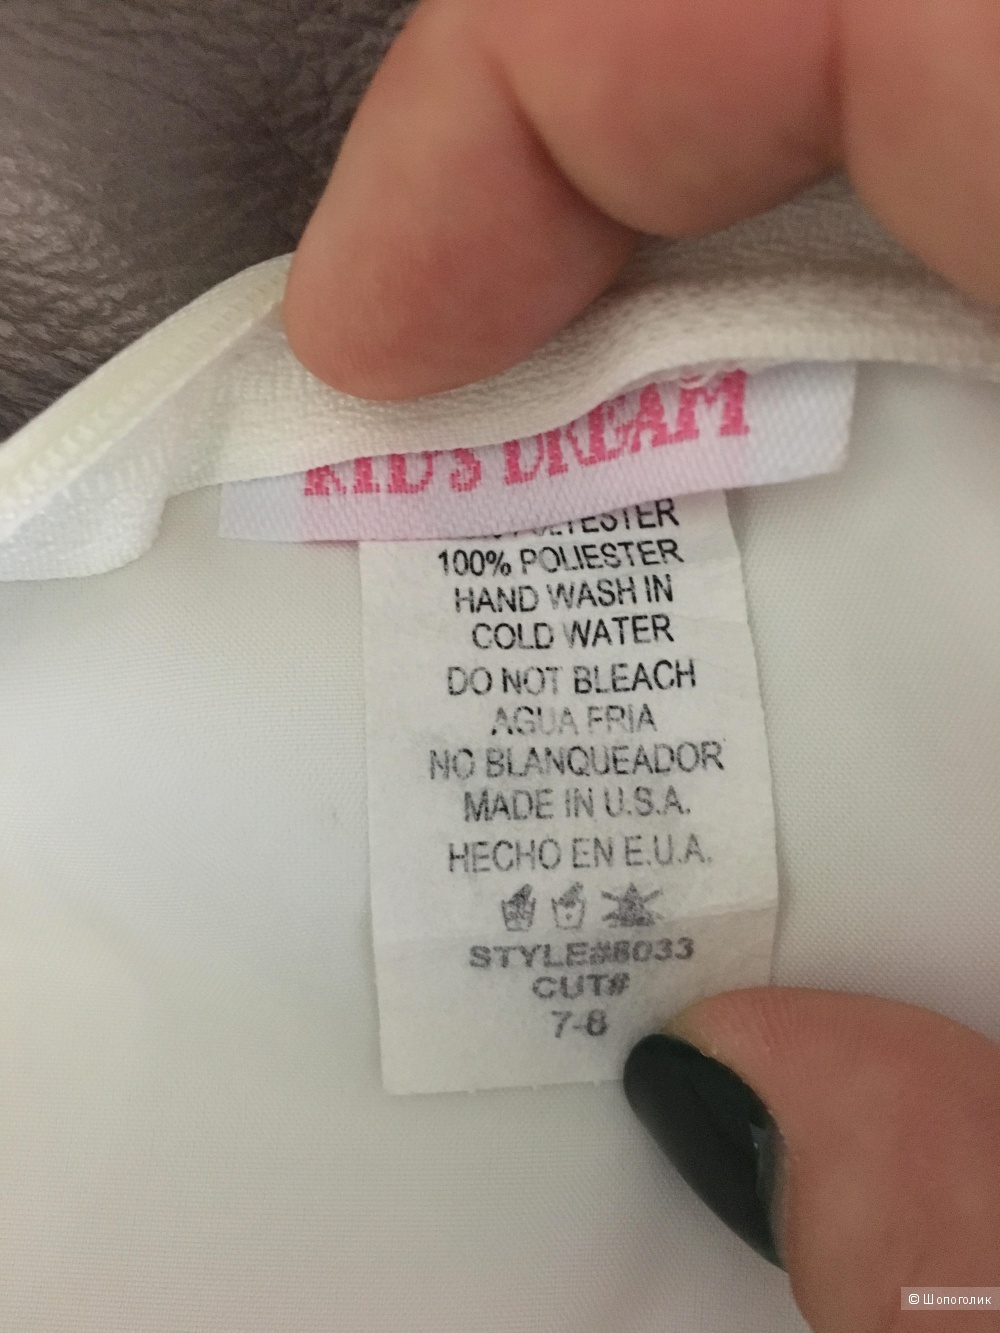 KID'S DREAM
POLYESTER
100% POLIESTER
HAND WASH IN
COLD WATER
DO NOT BLEACH
AGUA FRIA
NO BLANQUEADOR
MADE IN U.S.A.
HECHO EN E.U.A.
STYLE#8033
CUT#
7-8
© Шопоголик